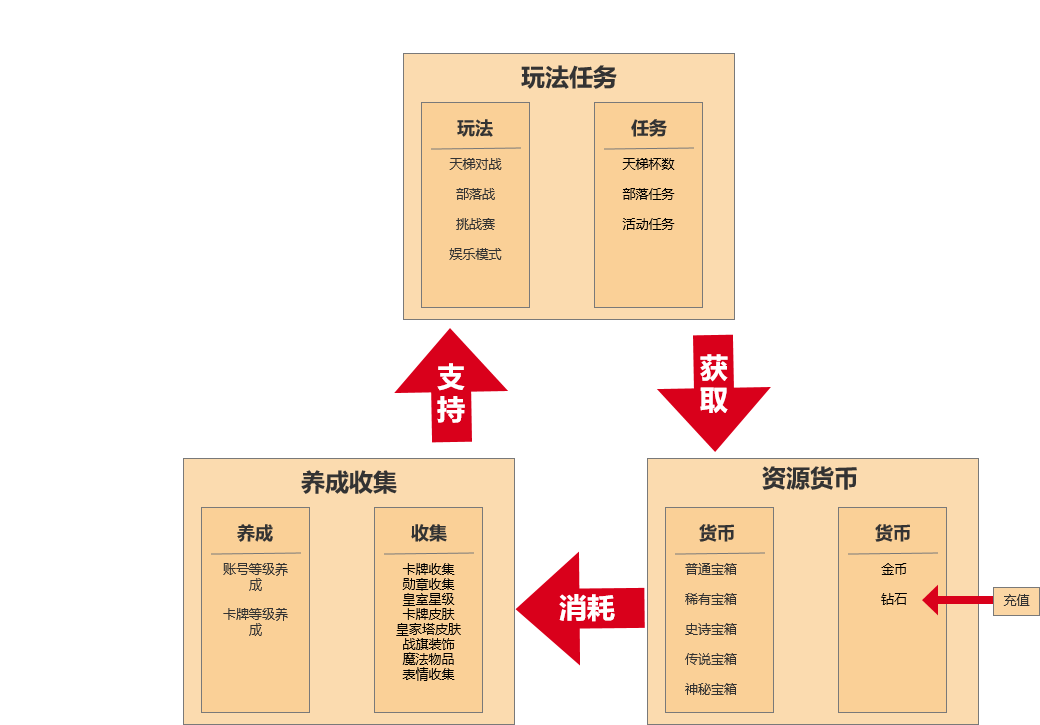 玩法任务
玩法
天梯对战
部落战
挑战赛
娱乐模式
任务
天梯杯数
部落任务
活动任务
支
持
获
取
养成收集
养成
账号等级养
成
卡牌等级养
成
收集
卡牌收集
勋章收集
皇室星级
卡牌皮肤
皇家塔皮肤
战旗装饰
魔法物品
表情收集
消耗
资源货币
货币
普通宝箱
稀有宝箱
史诗宝箱
传说宝箱
神秘宝箱
货币
金币
钻石
充值